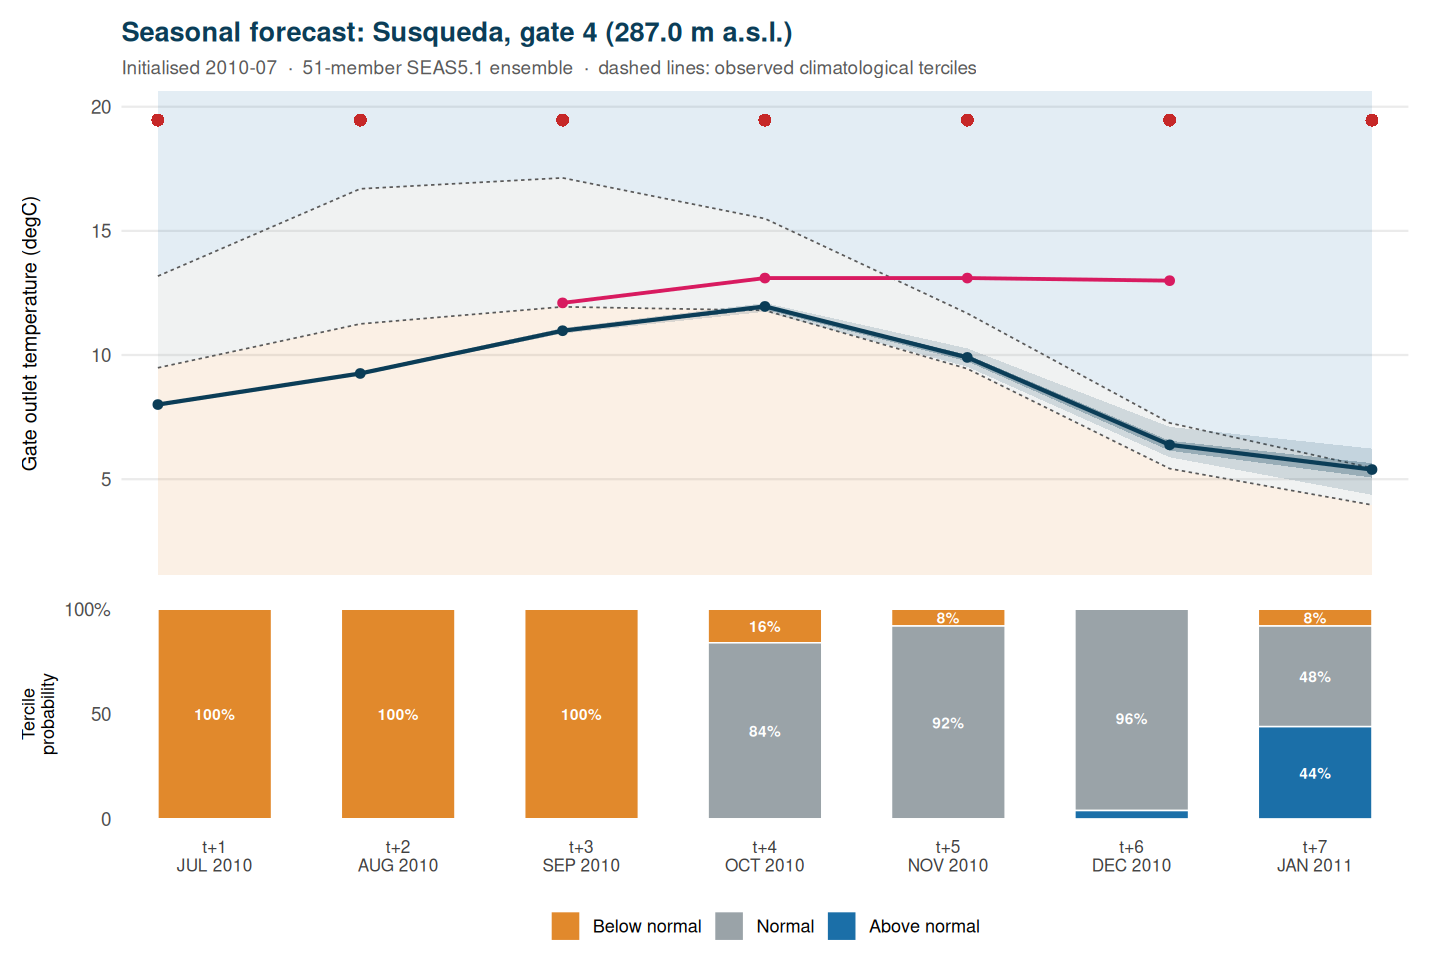 Seasonal forecast: Susqueda, gate 4 (287.0 m a.s.l.)
Initialised 2010-07 · 51-member SEAS5.1 ensemble · dashed lines: observed climatological terciles
Gate outlet temperature (degC)
20
15
10
5
Tercile
probability
100%
50
0
100%
100%
100%
16%
84%
8%
92%
96%
8%
48%
44%
t+1
JUL 2010
t+2
AUG 2010
t+3
SEP 2010
t+4
OCT 2010
t+5
NOV 2010
t+6
DEC 2010
t+7
JAN 2011
Below normal
Normal
Above normal